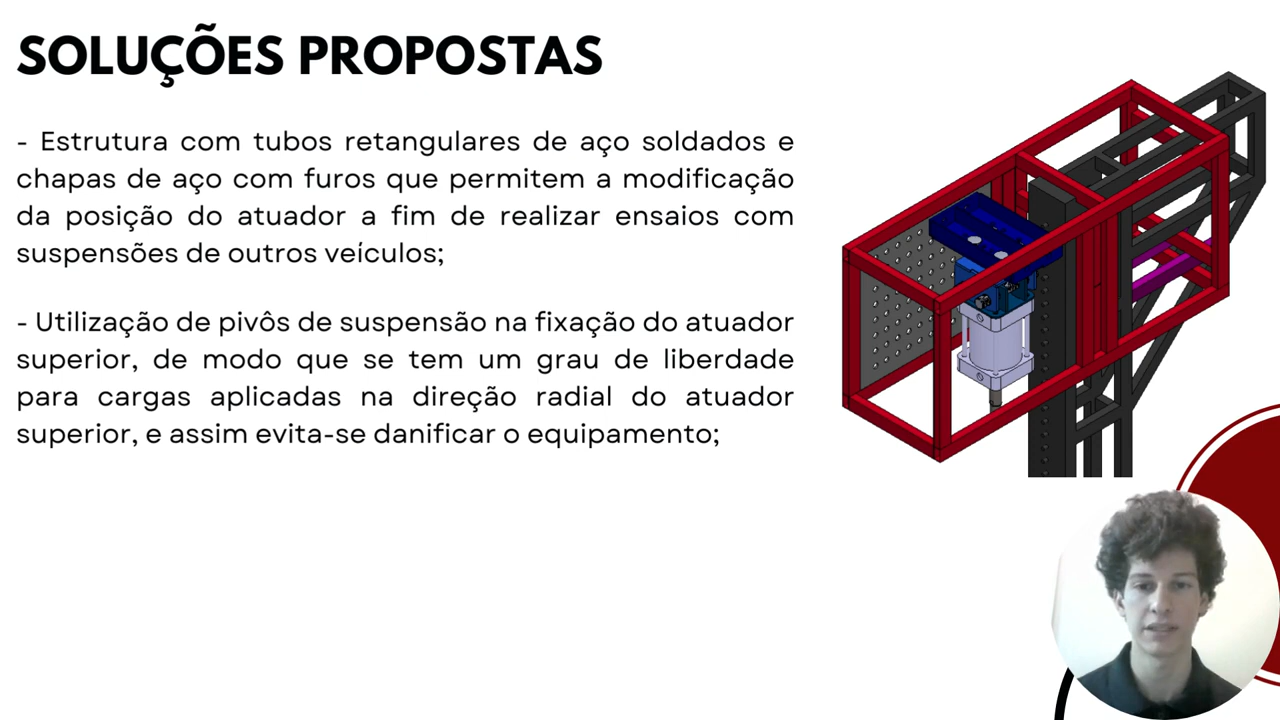 SOLUÇÕES PROPOSTAS
- Estrutura com tubos retangulares de aço soldados e
chapas de aço com furos que permitem a modificação
da posição do atuador a fim de realizar ensaios com
suspensões de outros veículos;
- Utilização de pivôs de suspensão na fixação do atuador
superior, de modo que se tem um grau de liberdade
para cargas aplicadas na direção radial do atuador
superior, e assim evita-se danificar o equipamento;